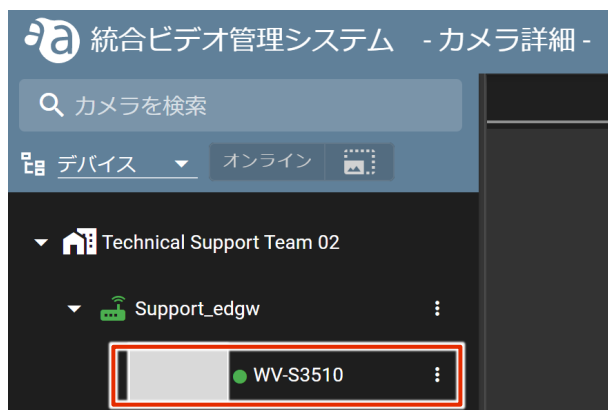 統合ビデオ管理システム - カメラ詳細 -
カメラを検索
デバイス オンライン
Technical Support Team 02
Support_edgw
WV-S3510